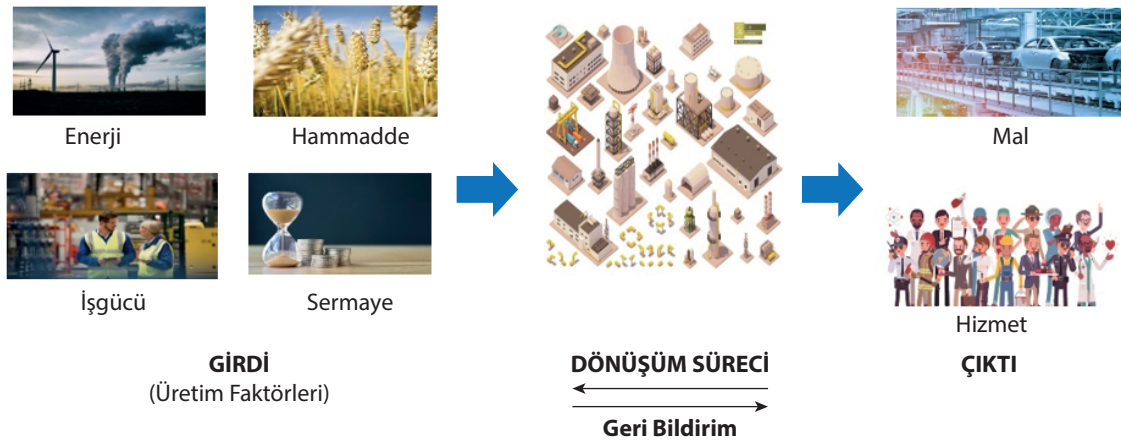 Enerji
Hammadde
Mal
İşgücü
Sermaye
Hizmet
GİRDİ
(Üretim Faktörleri)
DÖNÜŞÜM SÜRECİ
Geri Bildirim
ÇIKTI